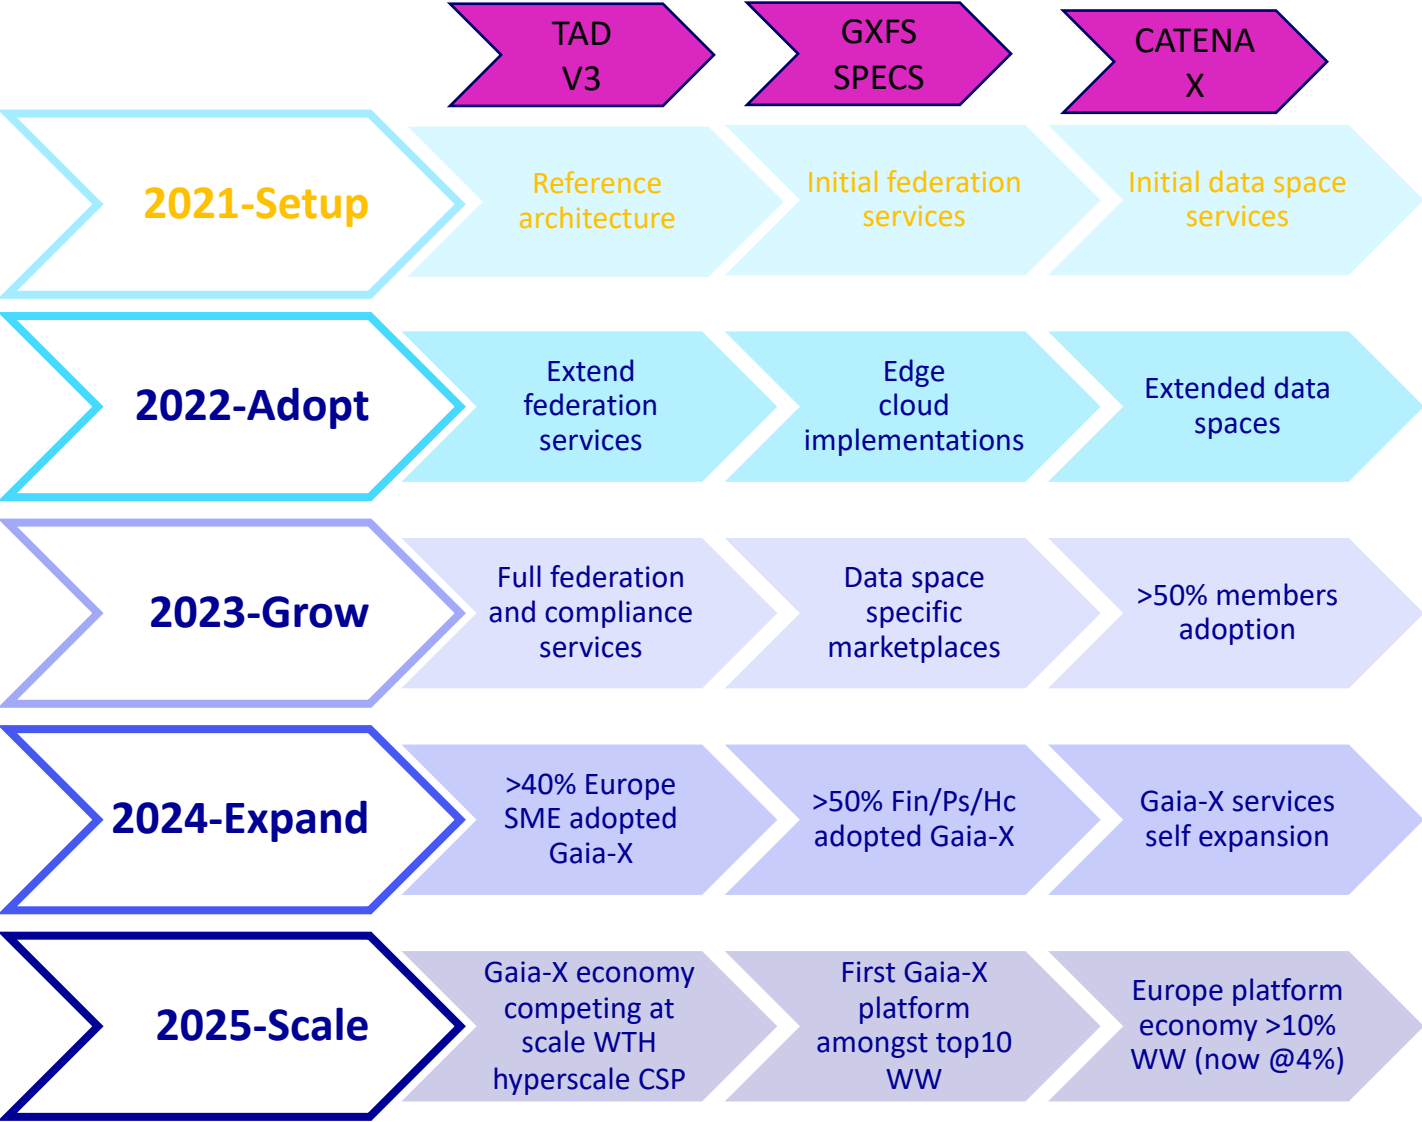 TAD
V3
GXFS
SPECS
CATENA
X
2021-Setup
Reference
architecture
Initial federation
services
Initial data space
services
2022-Adopt
Extend
federation
services
Edge
cloud
implementations
Extended data
spaces
2023-Grow
Full federation
and compliance
services
Data space
specific
marketplaces
>50% members
adoption
2024-Expand
>40% Europe
SME adopted
Gaia-X
>50% Fin/Ps/Hc
adopted Gaia-X
Gaia-X services
self expansion
2025-Scale
Gaia-X economy
competing at
scale WTH
hyperscale CSP
First Gaia-X
platform
amongst top10
WW
Europe platform
economy >10%
WW (now @4%)